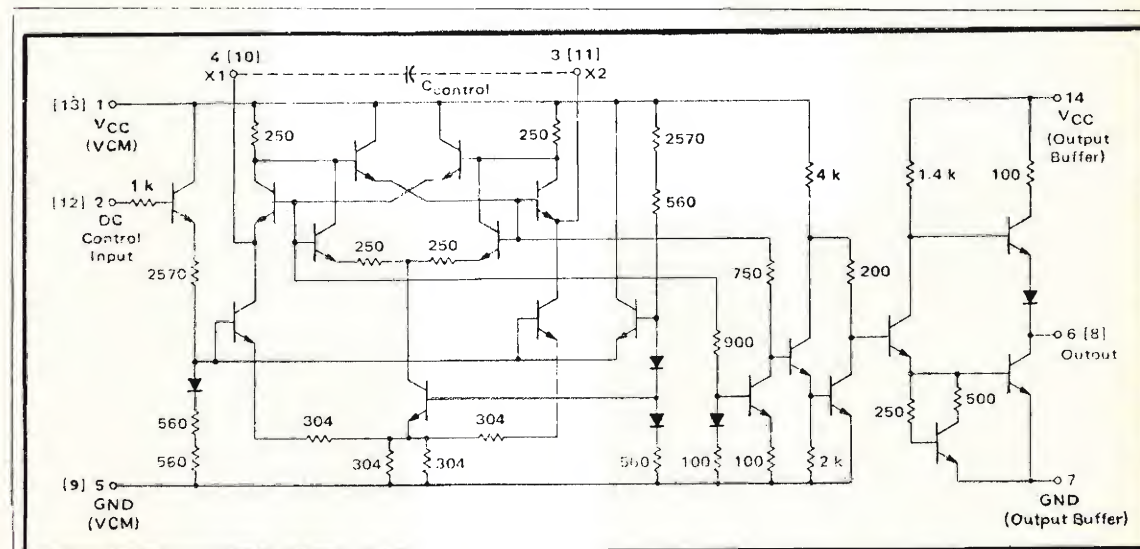 4 [10]
3 [11]
X1
X2
Ccontrol
[13] 1
VCC
(VCM)
14
VCC
(Output
Buffer)
250
250
2570
4 k
1.4 k
100
1 k
[12] 2
DC
Control
Input
560
2570
250
250
750
200
900
6 [8]
Output
304
304
250
500
560
560
304
304
560
100
100
2 k
[9] 5
GND
(VCM)
7
GND
(Output Buffer)